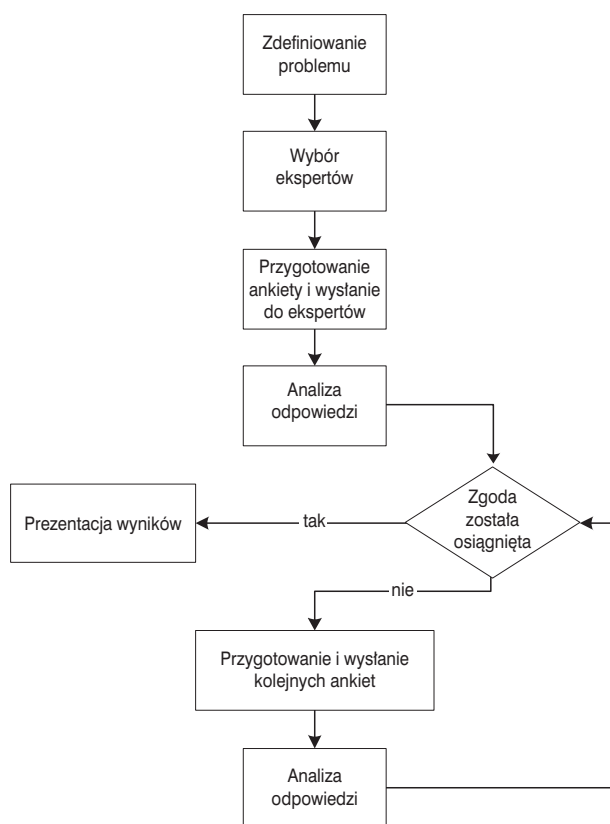 Zdefiniowanie
problemu
Wybór
ekspertów
Przygotowanie
ankiety i wysłanie
do ekspertów
Analiza
odpowiedzi
Zgoda
została
osiągnięta
tak
Prezentacja wyników
nie
Przygotowanie i wysłanie
kolejnych ankiet
Analiza
odpowiedzi